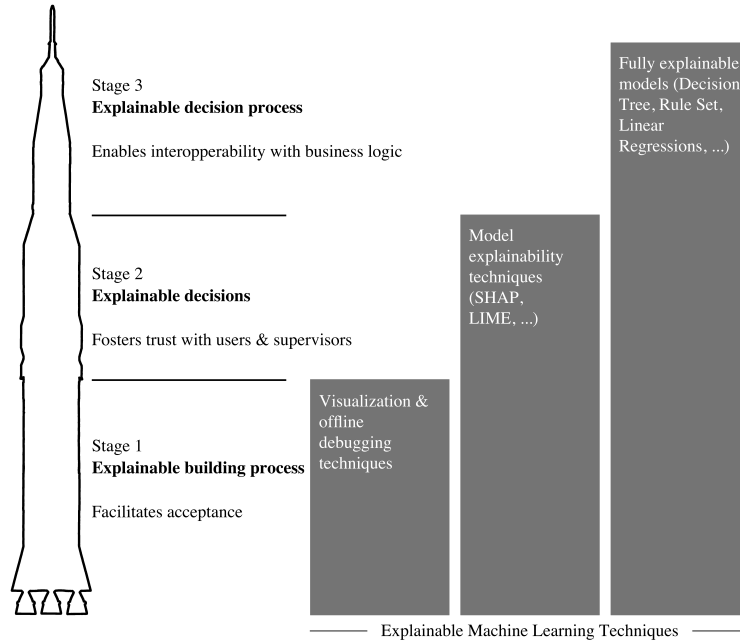 Stage 3
Explainable decision process
Enables interopperability with business logic
Stage 2
Explainable decisions
Fosters trust with users & supervisors
Stage 1
Explainable building process
Facilitates acceptance
Visualization &
offline
debugging
techniques
Model
explainability
techniques
(SHAP,
LIME, ...)
Fully explainable
models (Decision
Tree, Rule Set,
Linear
Regressions, ...)
Explainable Machine Learning Techniques